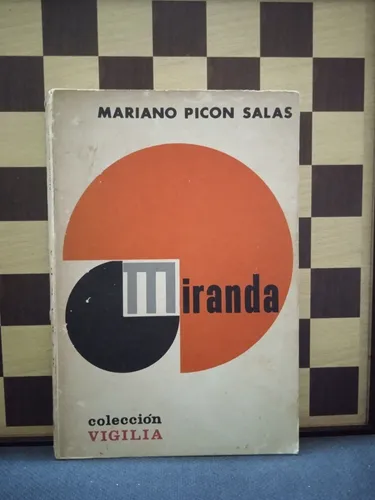 MARIANO PICON SALAS
Miranda
colección
VIGILIA